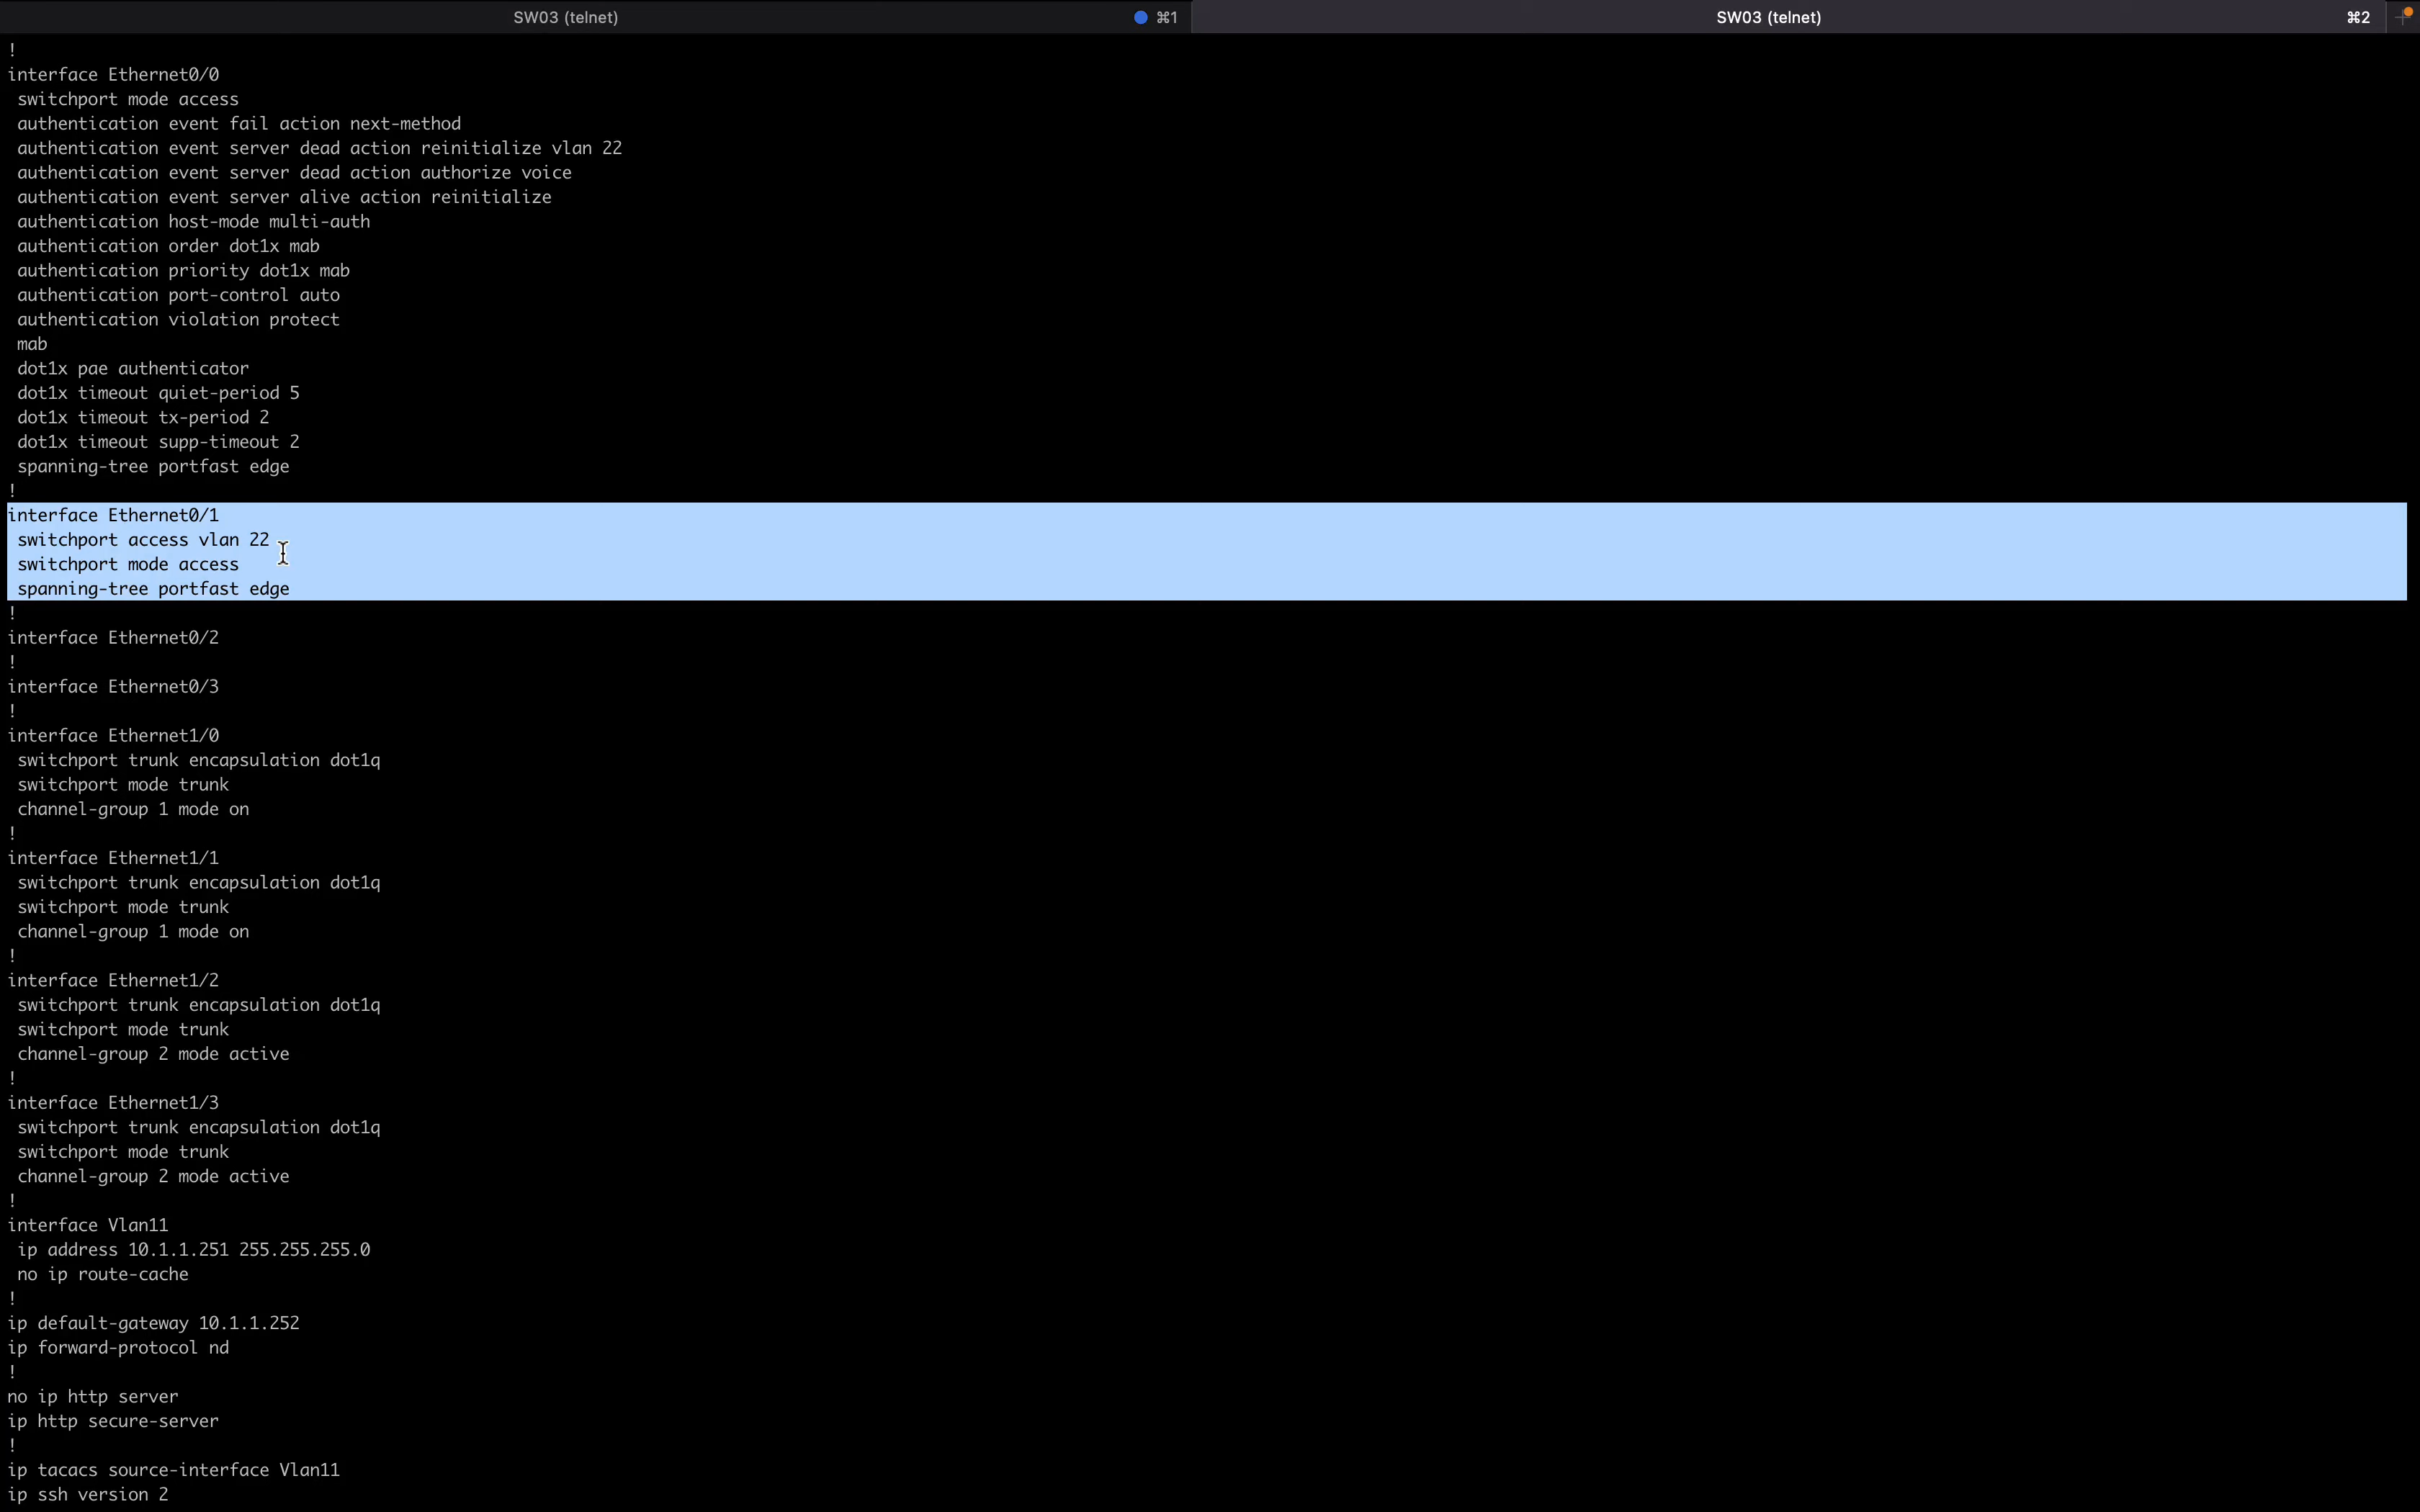 SW03 (telnet) ⌘1 SW03 (telnet) ⌘2
!
interface Ethernet0/0
 switchport mode access
 authentication event fail action next-method
 authentication event server dead action reinitialize vlan 22
 authentication event server dead action authorize voice
 authentication event server alive action reinitialize
 authentication host-mode multi-auth
 authentication order dot1x mab
 authentication priority dot1x mab
 authentication port-control auto
 authentication violation protect
 mab
 dot1x pae authenticator
 dot1x timeout quiet-period 5
 dot1x timeout tx-period 2
 dot1x timeout supp-timeout 2
 spanning-tree portfast edge
!
interface Ethernet0/1
 switchport access vlan 22
 switchport mode access
 spanning-tree portfast edge
!
interface Ethernet0/2
!
interface Ethernet0/3
!
interface Ethernet1/0
 switchport trunk encapsulation dot1q
 switchport mode trunk
 channel-group 1 mode on
!
interface Ethernet1/1
 switchport trunk encapsulation dot1q
 switchport mode trunk
 channel-group 1 mode on
!
interface Ethernet1/2
 switchport trunk encapsulation dot1q
 switchport mode trunk
 channel-group 2 mode active
!
interface Ethernet1/3
 switchport trunk encapsulation dot1q
 switchport mode trunk
 channel-group 2 mode active
!
interface Vlan11
 ip address 10.1.1.251 255.255.255.0
 no ip route-cache
!
ip default-gateway 10.1.1.252
ip forward-protocol nd
!
no ip http server
ip http secure-server
!
ip tacacs source-interface Vlan11
ip ssh version 2